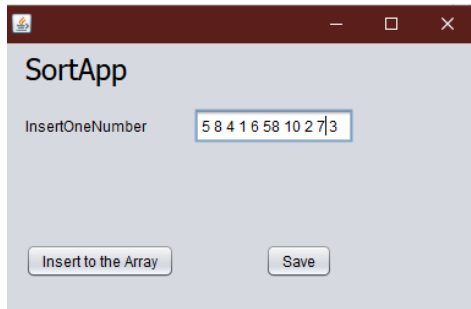 SortApp
InsertOneNumber
5 8 4 1 6 58 10 2 7 3
Insert to the Array
Save